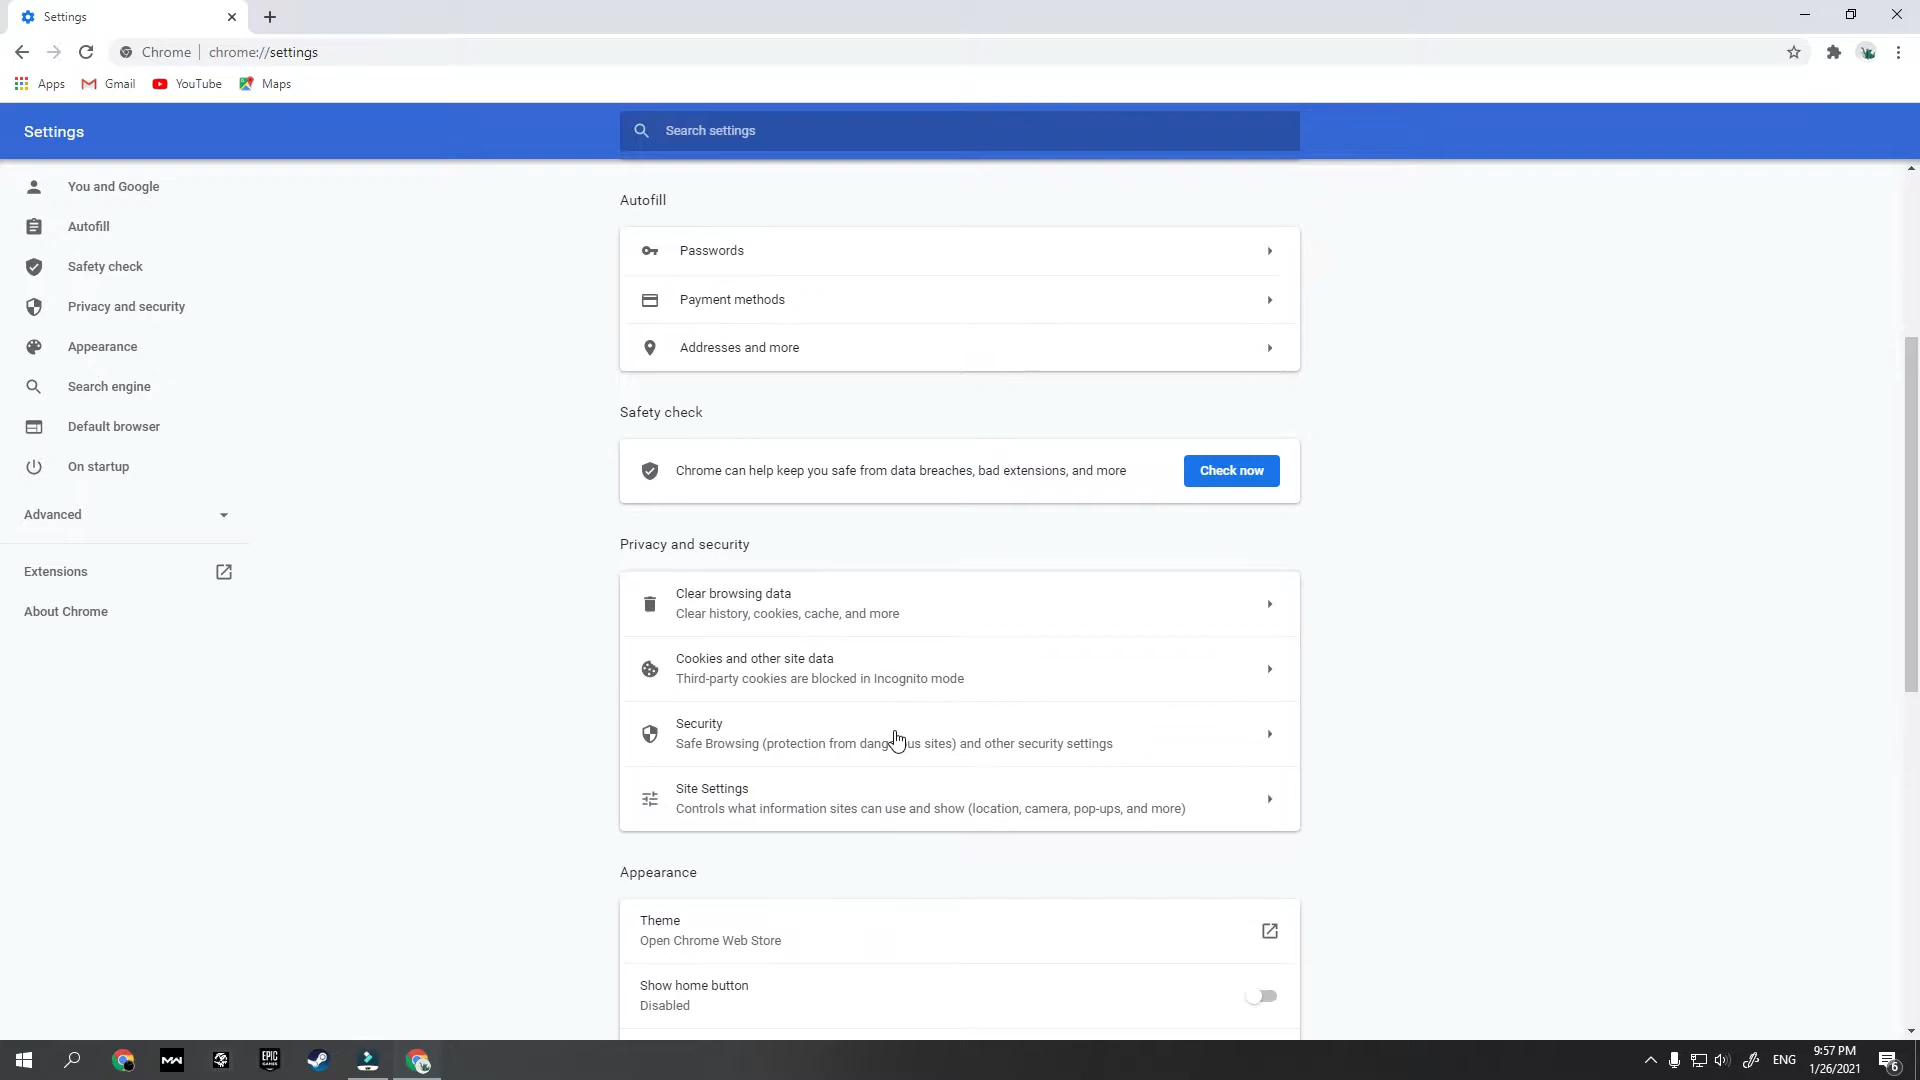 Settings
Chrome
chrome://settings
Apps
Gmail
YouTube
Maps
Settings
Search settings
You and Google
Autofill
Safety check
Privacy and security
Appearance
Search engine
Default browser
On startup
Advanced
Extensions
About Chrome
Autofill
Passwords
Payment methods
Addresses and more
Safety check
Chrome can help keep you safe from data breaches, bad extensions, and more
Check now
Privacy and security
Clear browsing data
Clear history, cookies, cache, and more
Cookies and other site data
Third-party cookies are blocked in Incognito mode
Security
Safe Browsing (protection from dangerous sites) and other security settings
Site Settings
Controls what information sites can use and show (location, camera, pop-ups, and more)
Appearance
Theme
Open Chrome Web Store
Show home button
Disabled
MW
EPIC
GAMES
ENG
9:57 PM
1/26/2021
6